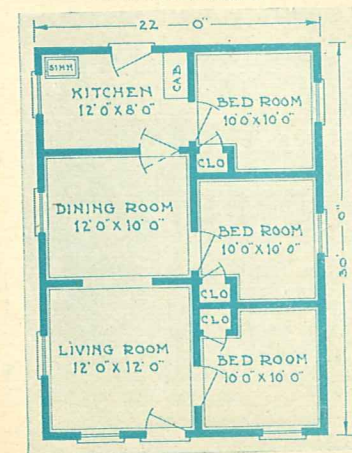 22'-0"
SINK
CAB
KITCHEN
12'0" X 8'0"
BED ROOM
10'0" X 10'0"
CLO
DINING ROOM
12'0" X 10'0"
BED ROOM
10'0" X 10'0"
30'-0"
CLO
CLO
LIVING ROOM
12'0" X 12'0"
BED ROOM
10'0" X 10'0"